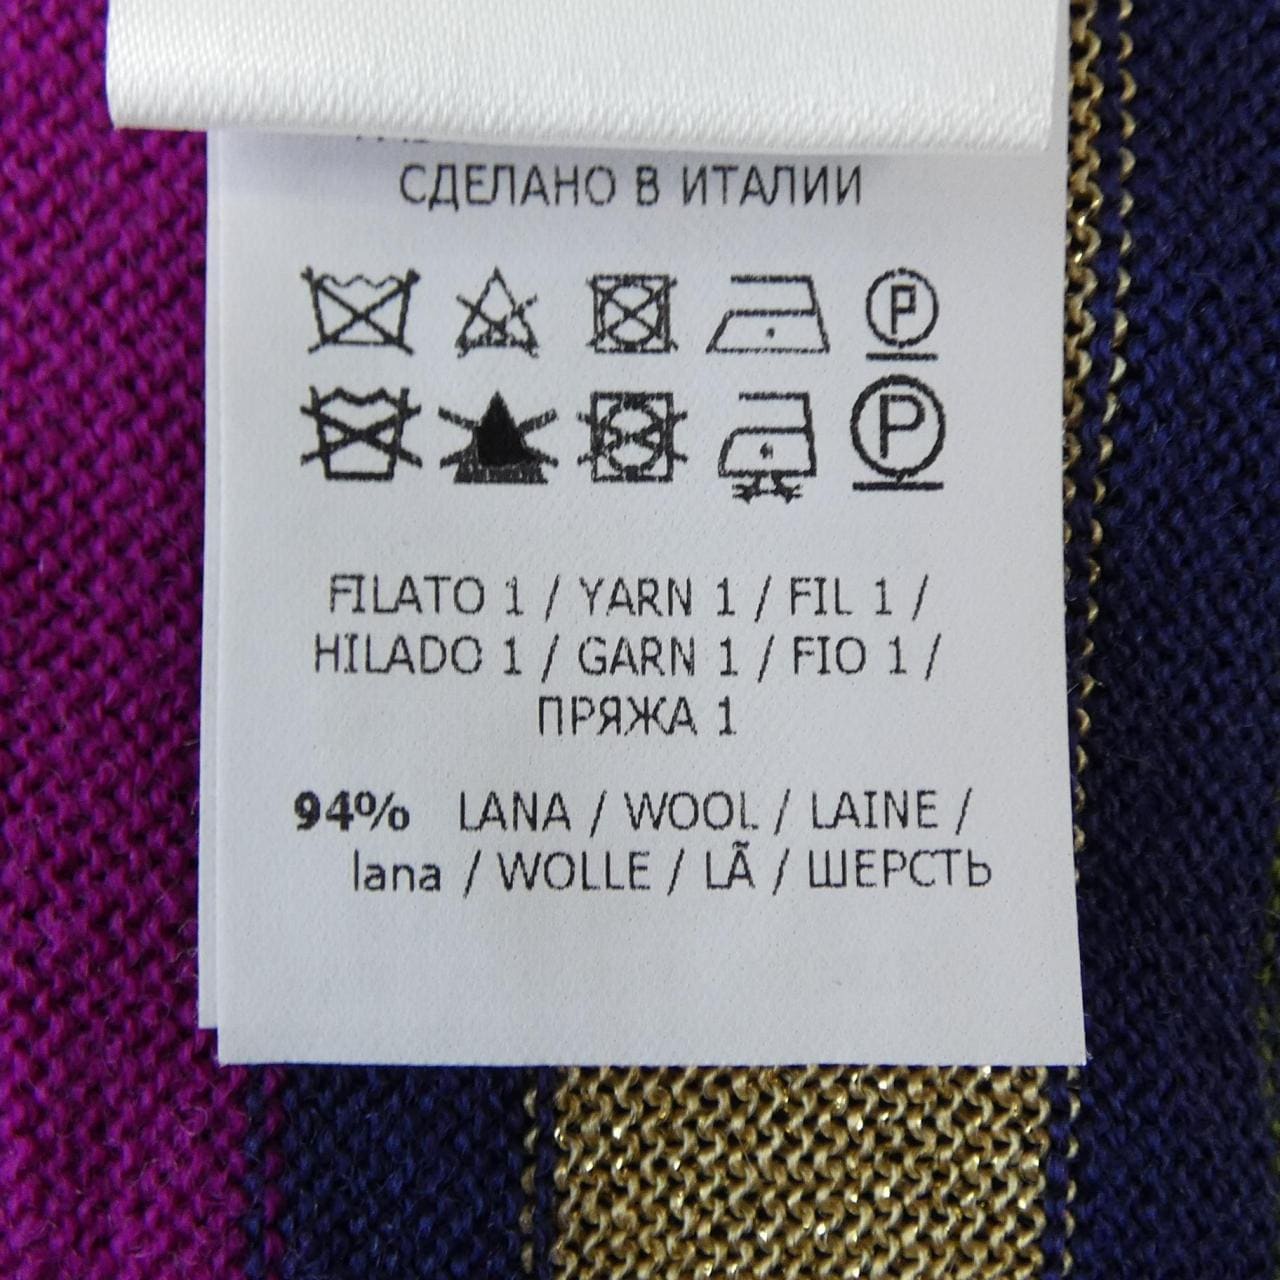 СДЕЛАНО В ИТАЛИИ
P
P
FILATO 1 / YARN 1 / FIL 1 /
HILADO 1 / GARN 1 / FIO 1 /
ПРЯЖА 1
94% LANA / WOOL / LAINE /
lana / WOLLE / LÃ / ШЕРСТЬ